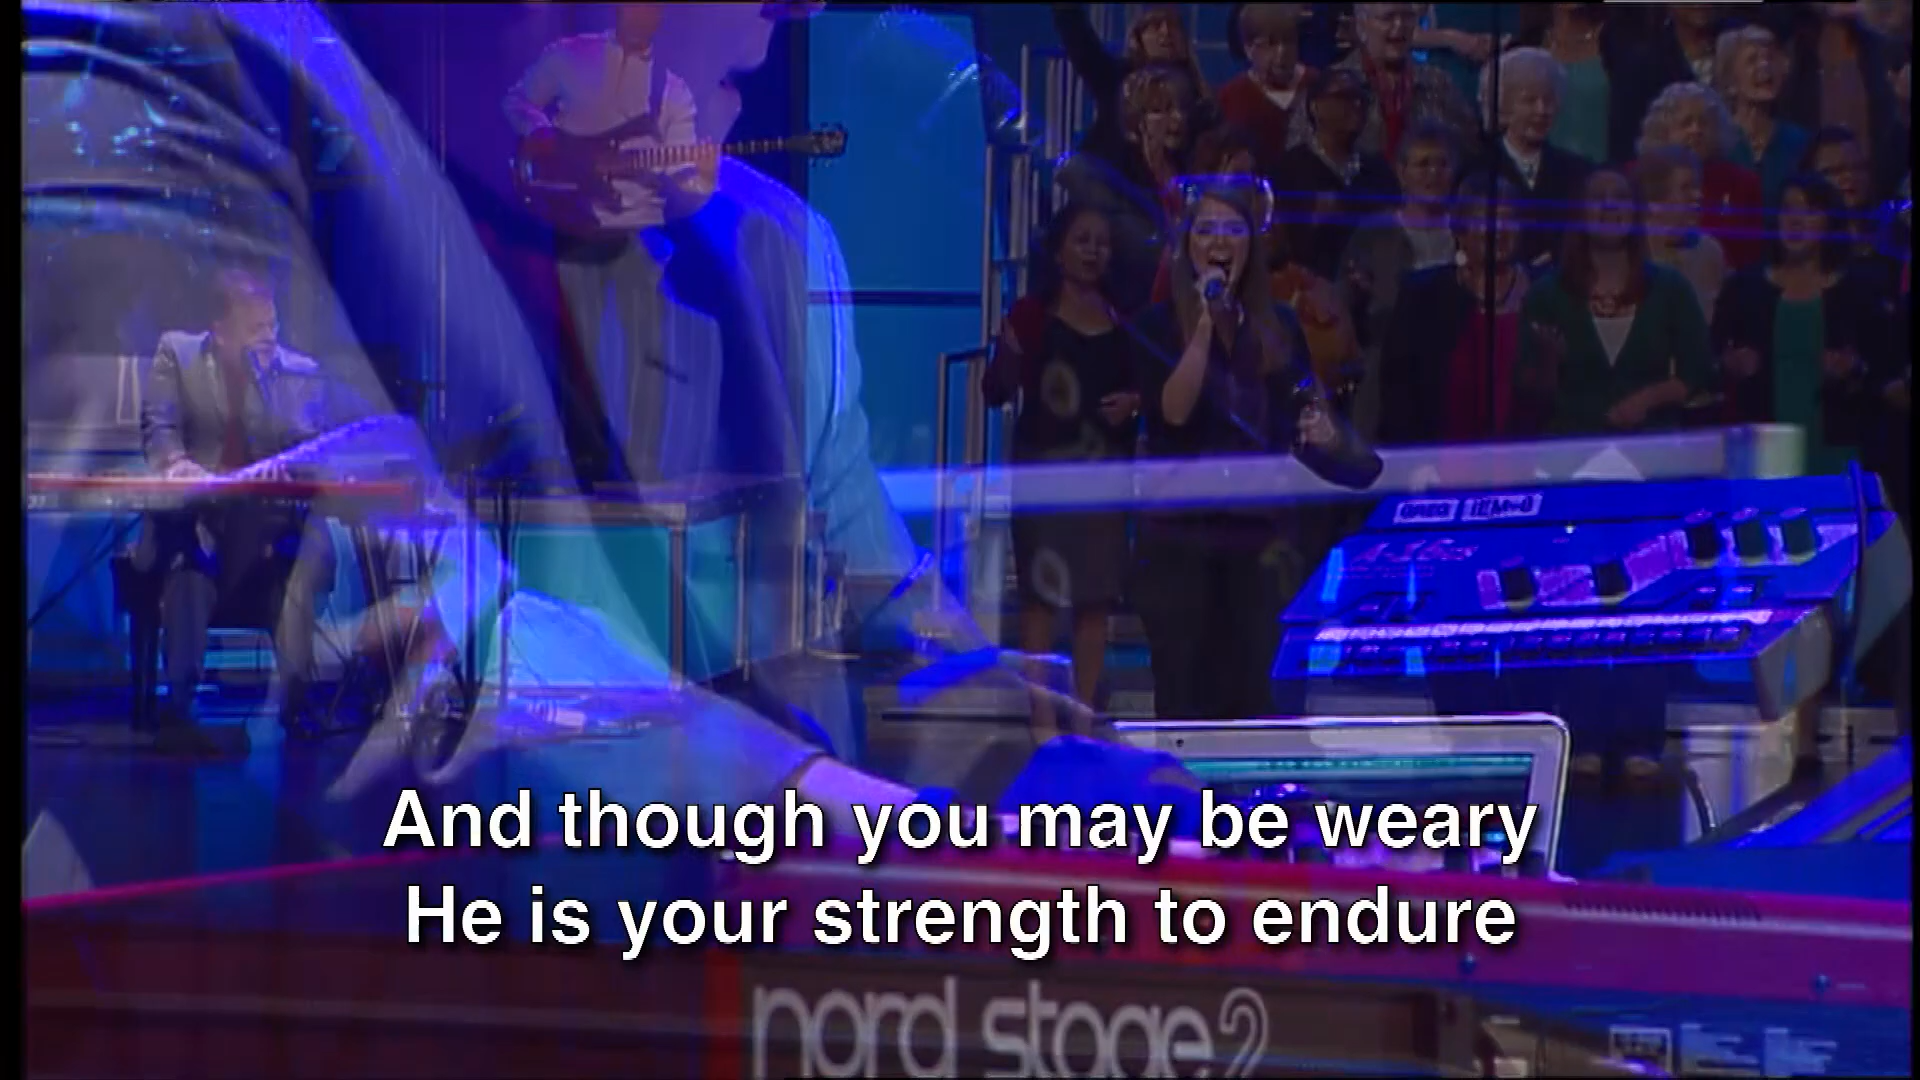 And though you may be weary
He is your strength to endure
nord stage 2